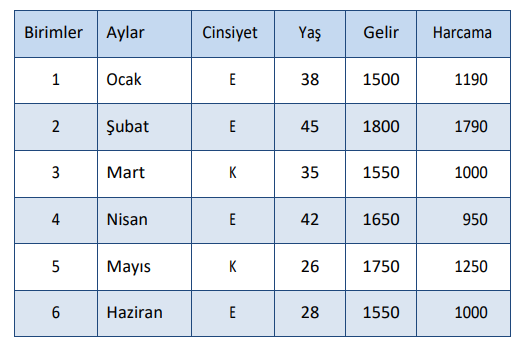 Birimler Aylar Cinsiyet Yaş Gelir Harcama
1 Ocak E 38 1500 1190
2 Şubat E 45 1800 1790
3 Mart K 35 1550 1000
4 Nisan E 42 1650 950
5 Mayıs K 26 1750 1250
6 Haziran E 28 1550 1000